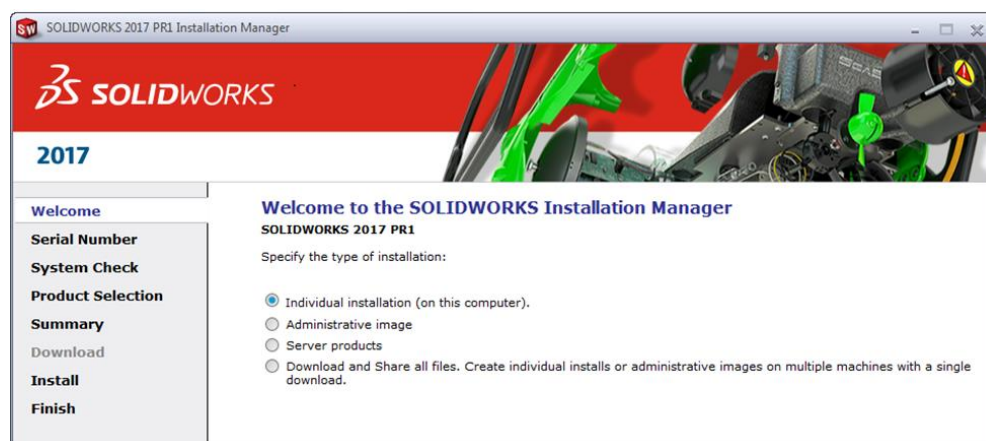 SOLIDWORKS 2017 PR1 Installation Manager
SOLIDWORKS
2017
Welcome
Serial Number
System Check
Product Selection
Summary
Download
Install
Finish
Welcome to the SOLIDWORKS Installation Manager
SOLIDWORKS 2017 PR1
Specify the type of installation:
Individual installation (on this computer).
Administrative image
Server products
Download and Share all files. Create individual installs or administrative images on multiple machines with a single
download.